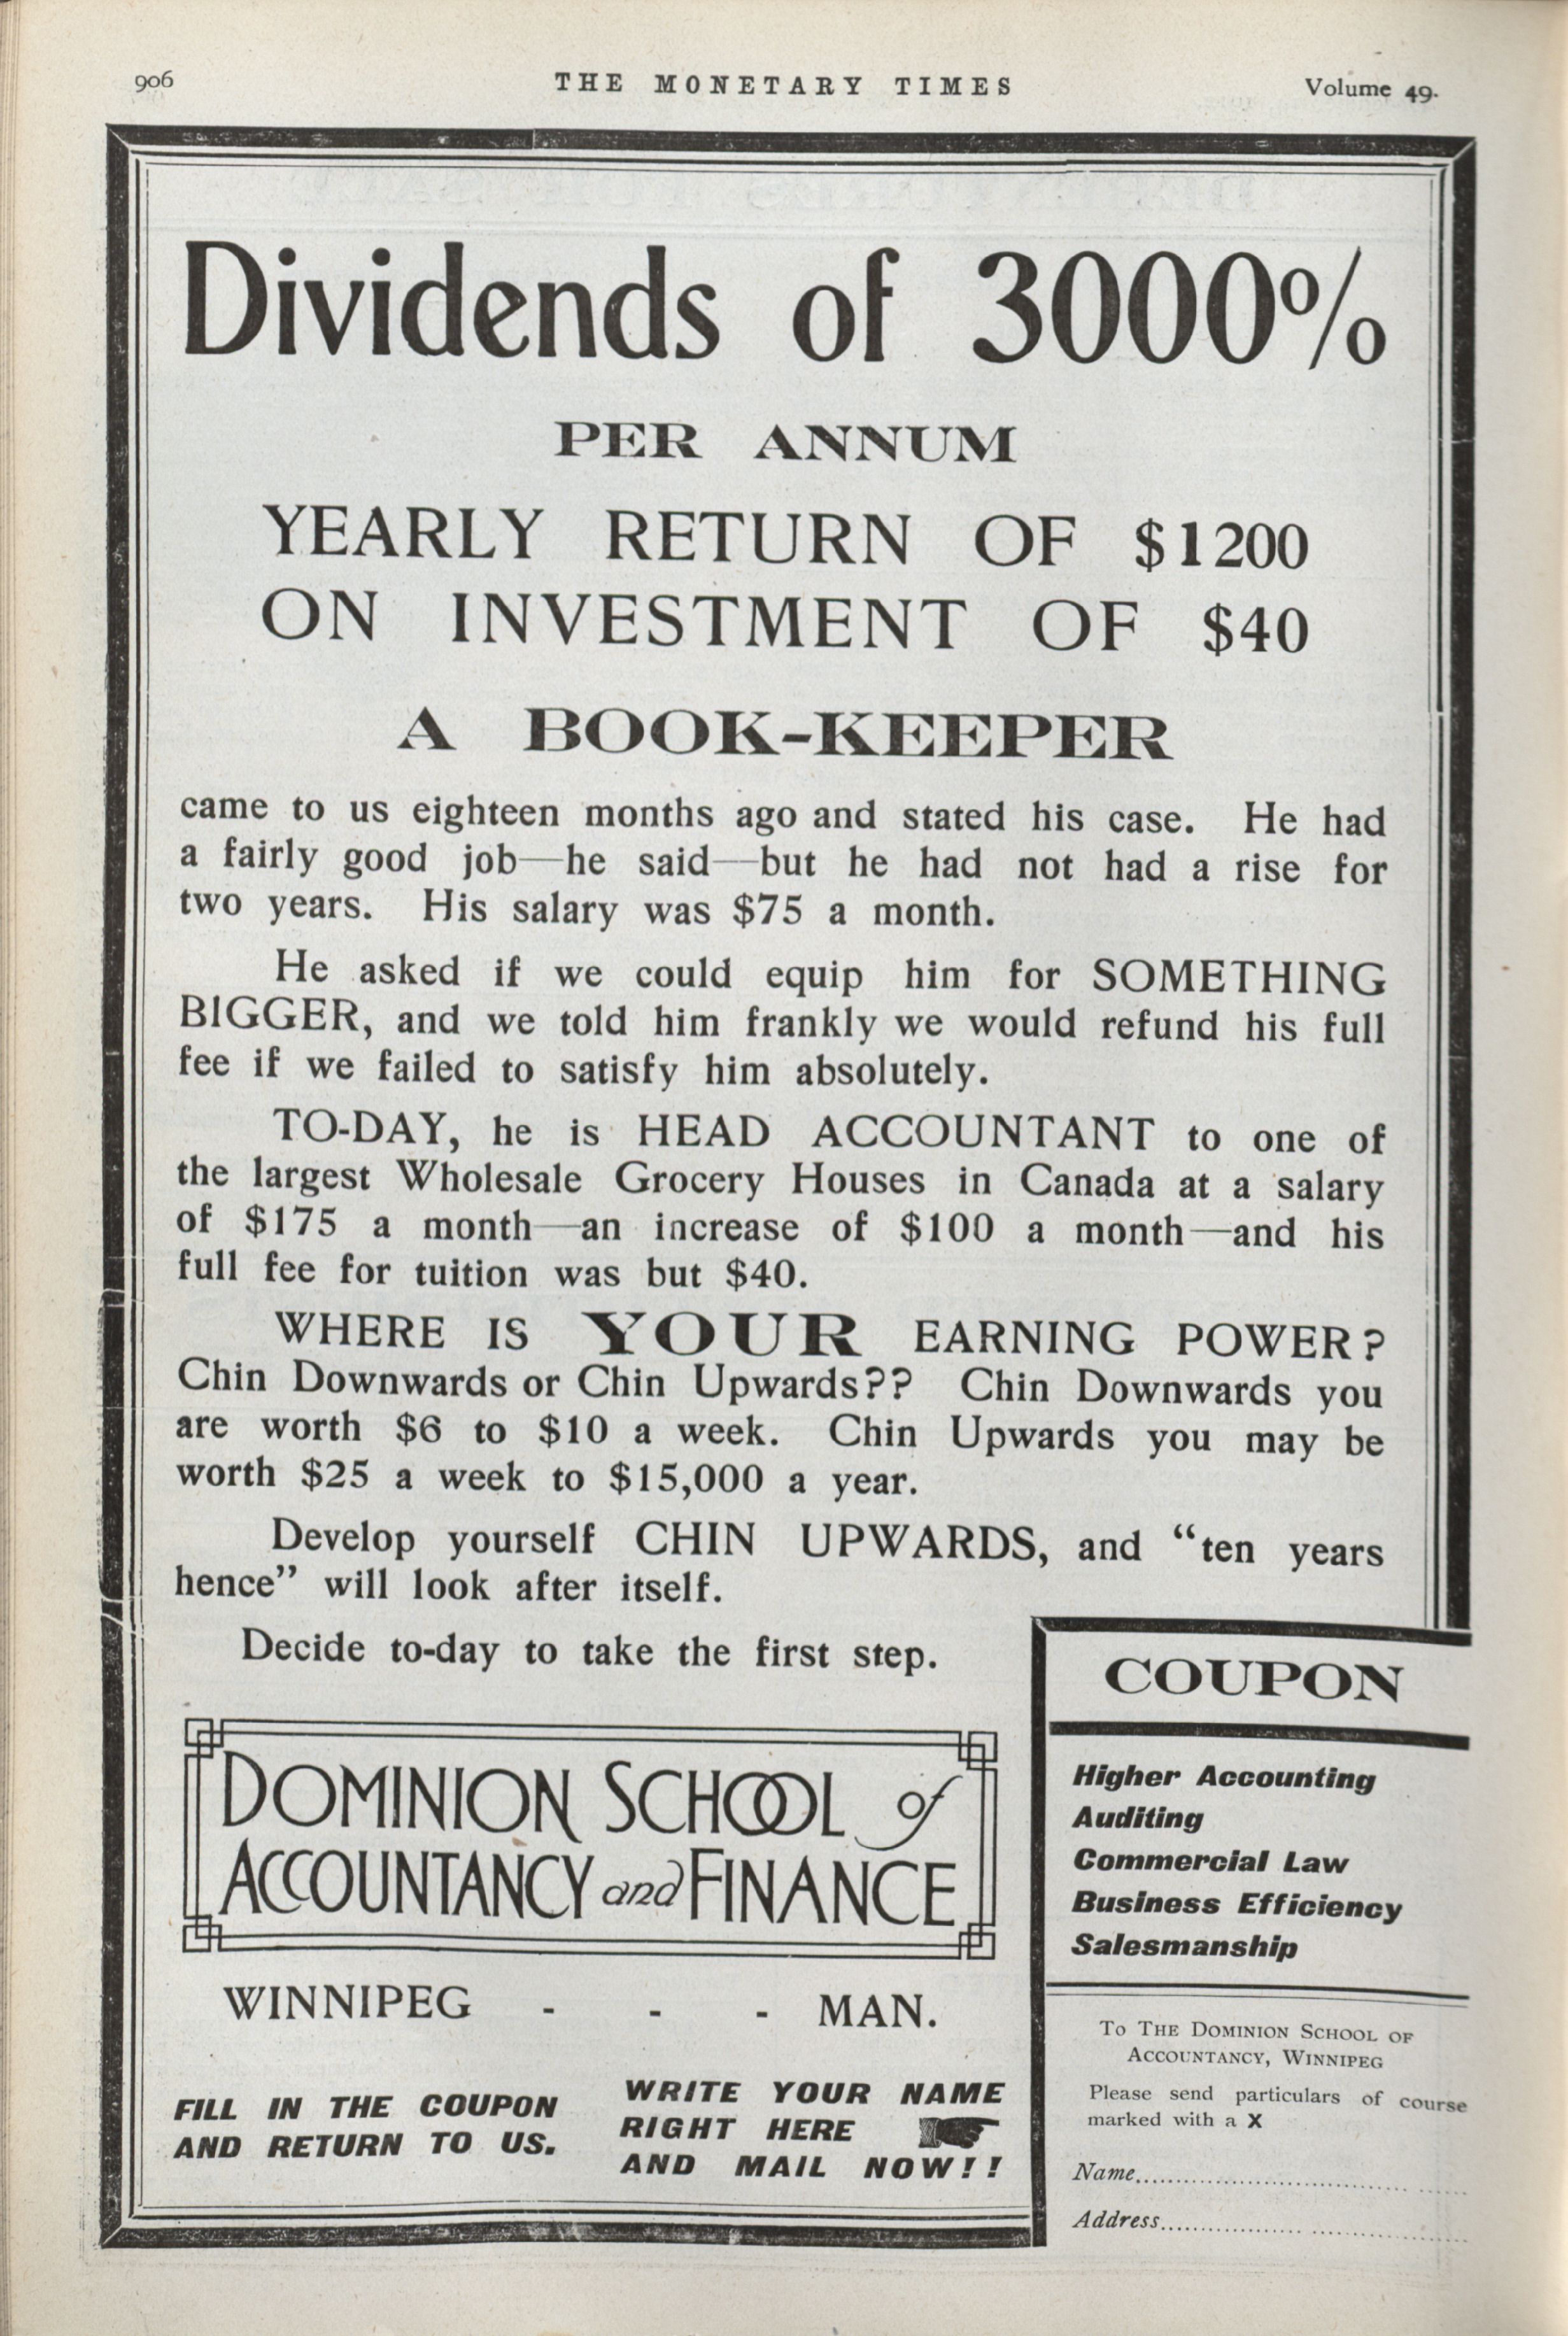 906
THE MONETARY TIMES
Volume 49.
Dividends of 3000%
PER ANNUM
YEARLY RETURN OF $1200
ON INVESTMENT OF $40
A BOOK-KEEPER
came to us eighteen months ago and stated his case. He had
a fairly good job—he said—but he had not had a rise for
two years. His salary was $75 a month.
He asked if we could equip him for SOMETHING
BIGGER, and we told him frankly we would refund his full
fee if we failed to satisfy him absolutely.
TO-DAY, he is HEAD ACCOUNTANT to one of
the largest Wholesale Grocery Houses in Canada at a salary
of $175 a month—an increase of $100 a month—and his
full fee for tuition was but $40.
WHERE IS YOUR EARNING POWER?
Chin Downwards or Chin Upwards?? Chin Downwards you
are worth $6 to $10 a week. Chin Upwards you may be
worth $25 a week to $15,000 a year.
Develop yourself CHIN UPWARDS, and "ten years
hence" will look after itself.
Decide to-day to take the first step.
DOMINION SCHOOL of
ACCOUNTANCY and FINANCE
WINNIPEG - - - MAN.
FILL IN THE COUPON
AND RETURN TO US.
WRITE YOUR NAME
RIGHT HERE
AND MAIL NOW!!
COUPON
Higher Accounting
Auditing
Commercial Law
Business Efficiency
Salesmanship
TO THE DOMINION SCHOOL OF
ACCOUNTANCY, WINNIPEG
Please send particulars of course
marked with a X
Name........................................
Address........................................